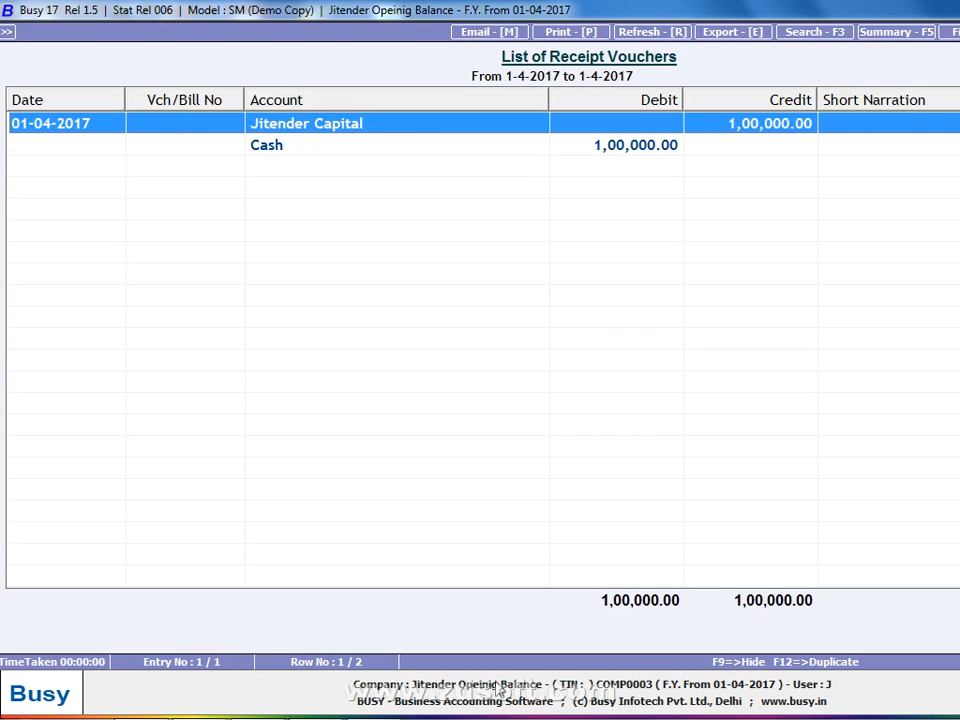 B Busy 17 Rel 1.5 | Stat Rel 006 | Model : SM (Demo Copy) | Jitender Opeinig Balance - F.Y. From 01-04-2017
>> Email - [M] Print - [P] Refresh - [R] Export - [E] Search - F3 Summary - F5 Fi
List of Receipt Vouchers
From 1-4-2017 to 1-4-2017
Date Vch/Bill No Account Debit Credit Short Narration
01-04-2017 Jitender Capital 1,00,000.00
Cash 1,00,000.00
1,00,000.00 1,00,000.00
TimeTaken 00:00:00 Entry No : 1 / 1 Row No : 1 / 2 F9=>Hide F12=>Duplicate
Busy
Company : Jitender Opeinig Balance - ( TIN : ) COMP0003 ( F.Y. From 01-04-2017 ) - User : J
www.zdsoft.com
BUSY - Business Accounting Software ; (c) Busy Infotech Pvt. Ltd., Delhi ; www.busy.in